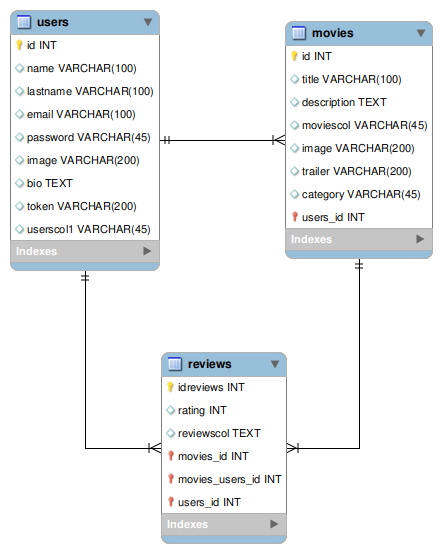 users
id INT
name VARCHAR(100)
lastname VARCHAR(100)
email VARCHAR(100)
password VARCHAR(45)
image VARCHAR(200)
bio TEXT
token VARCHAR(200)
userscol1 VARCHAR(45)
Indexes
movies
id INT
title VARCHAR(100)
description TEXT
moviescol VARCHAR(45)
image VARCHAR(200)
trailer VARCHAR(200)
category VARCHAR(45)
users_id INT
Indexes
reviews
idreviews INT
rating INT
reviewscol TEXT
movies_id INT
movies_users_id INT
users_id INT
Indexes